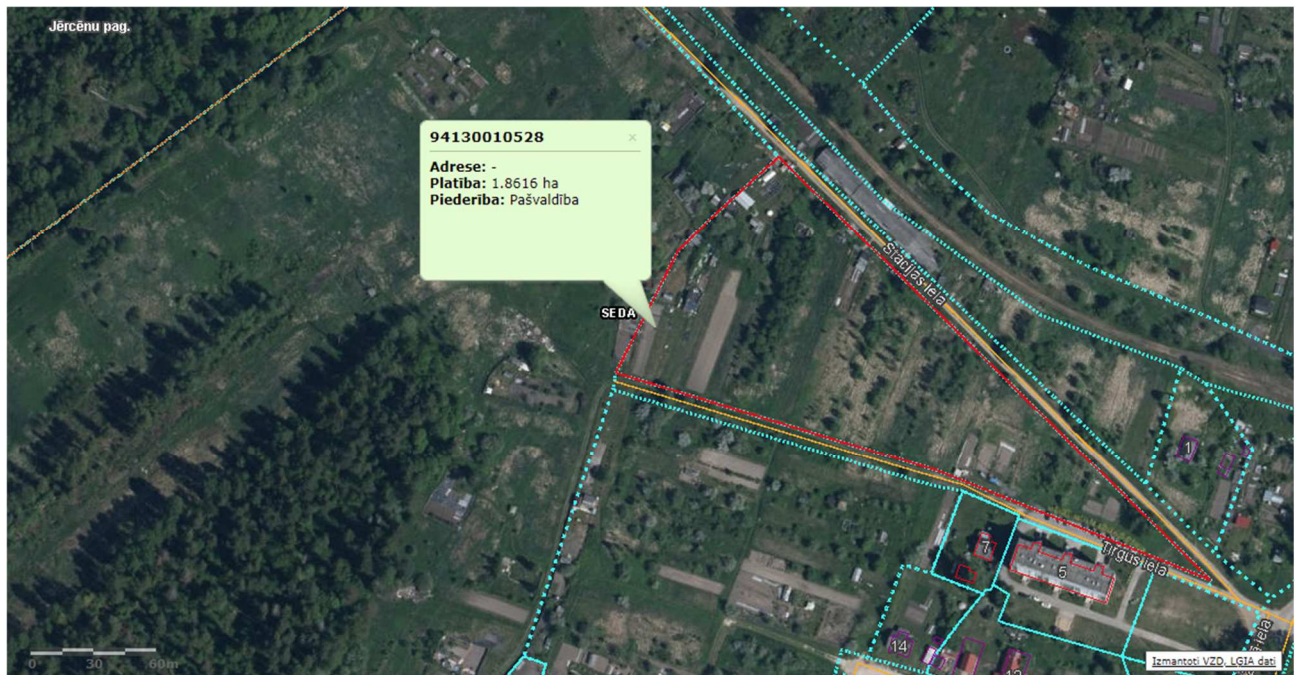 Jērcēnu pag.
94130010528
×
Adrese: -
Platība: 1.8616 ha
Piederība: Pašvaldība
SEDA
Stacijas iela
1
7
5
Tirgus iela
14
0 30 60m
Izmantoti VZD, LGIA dati